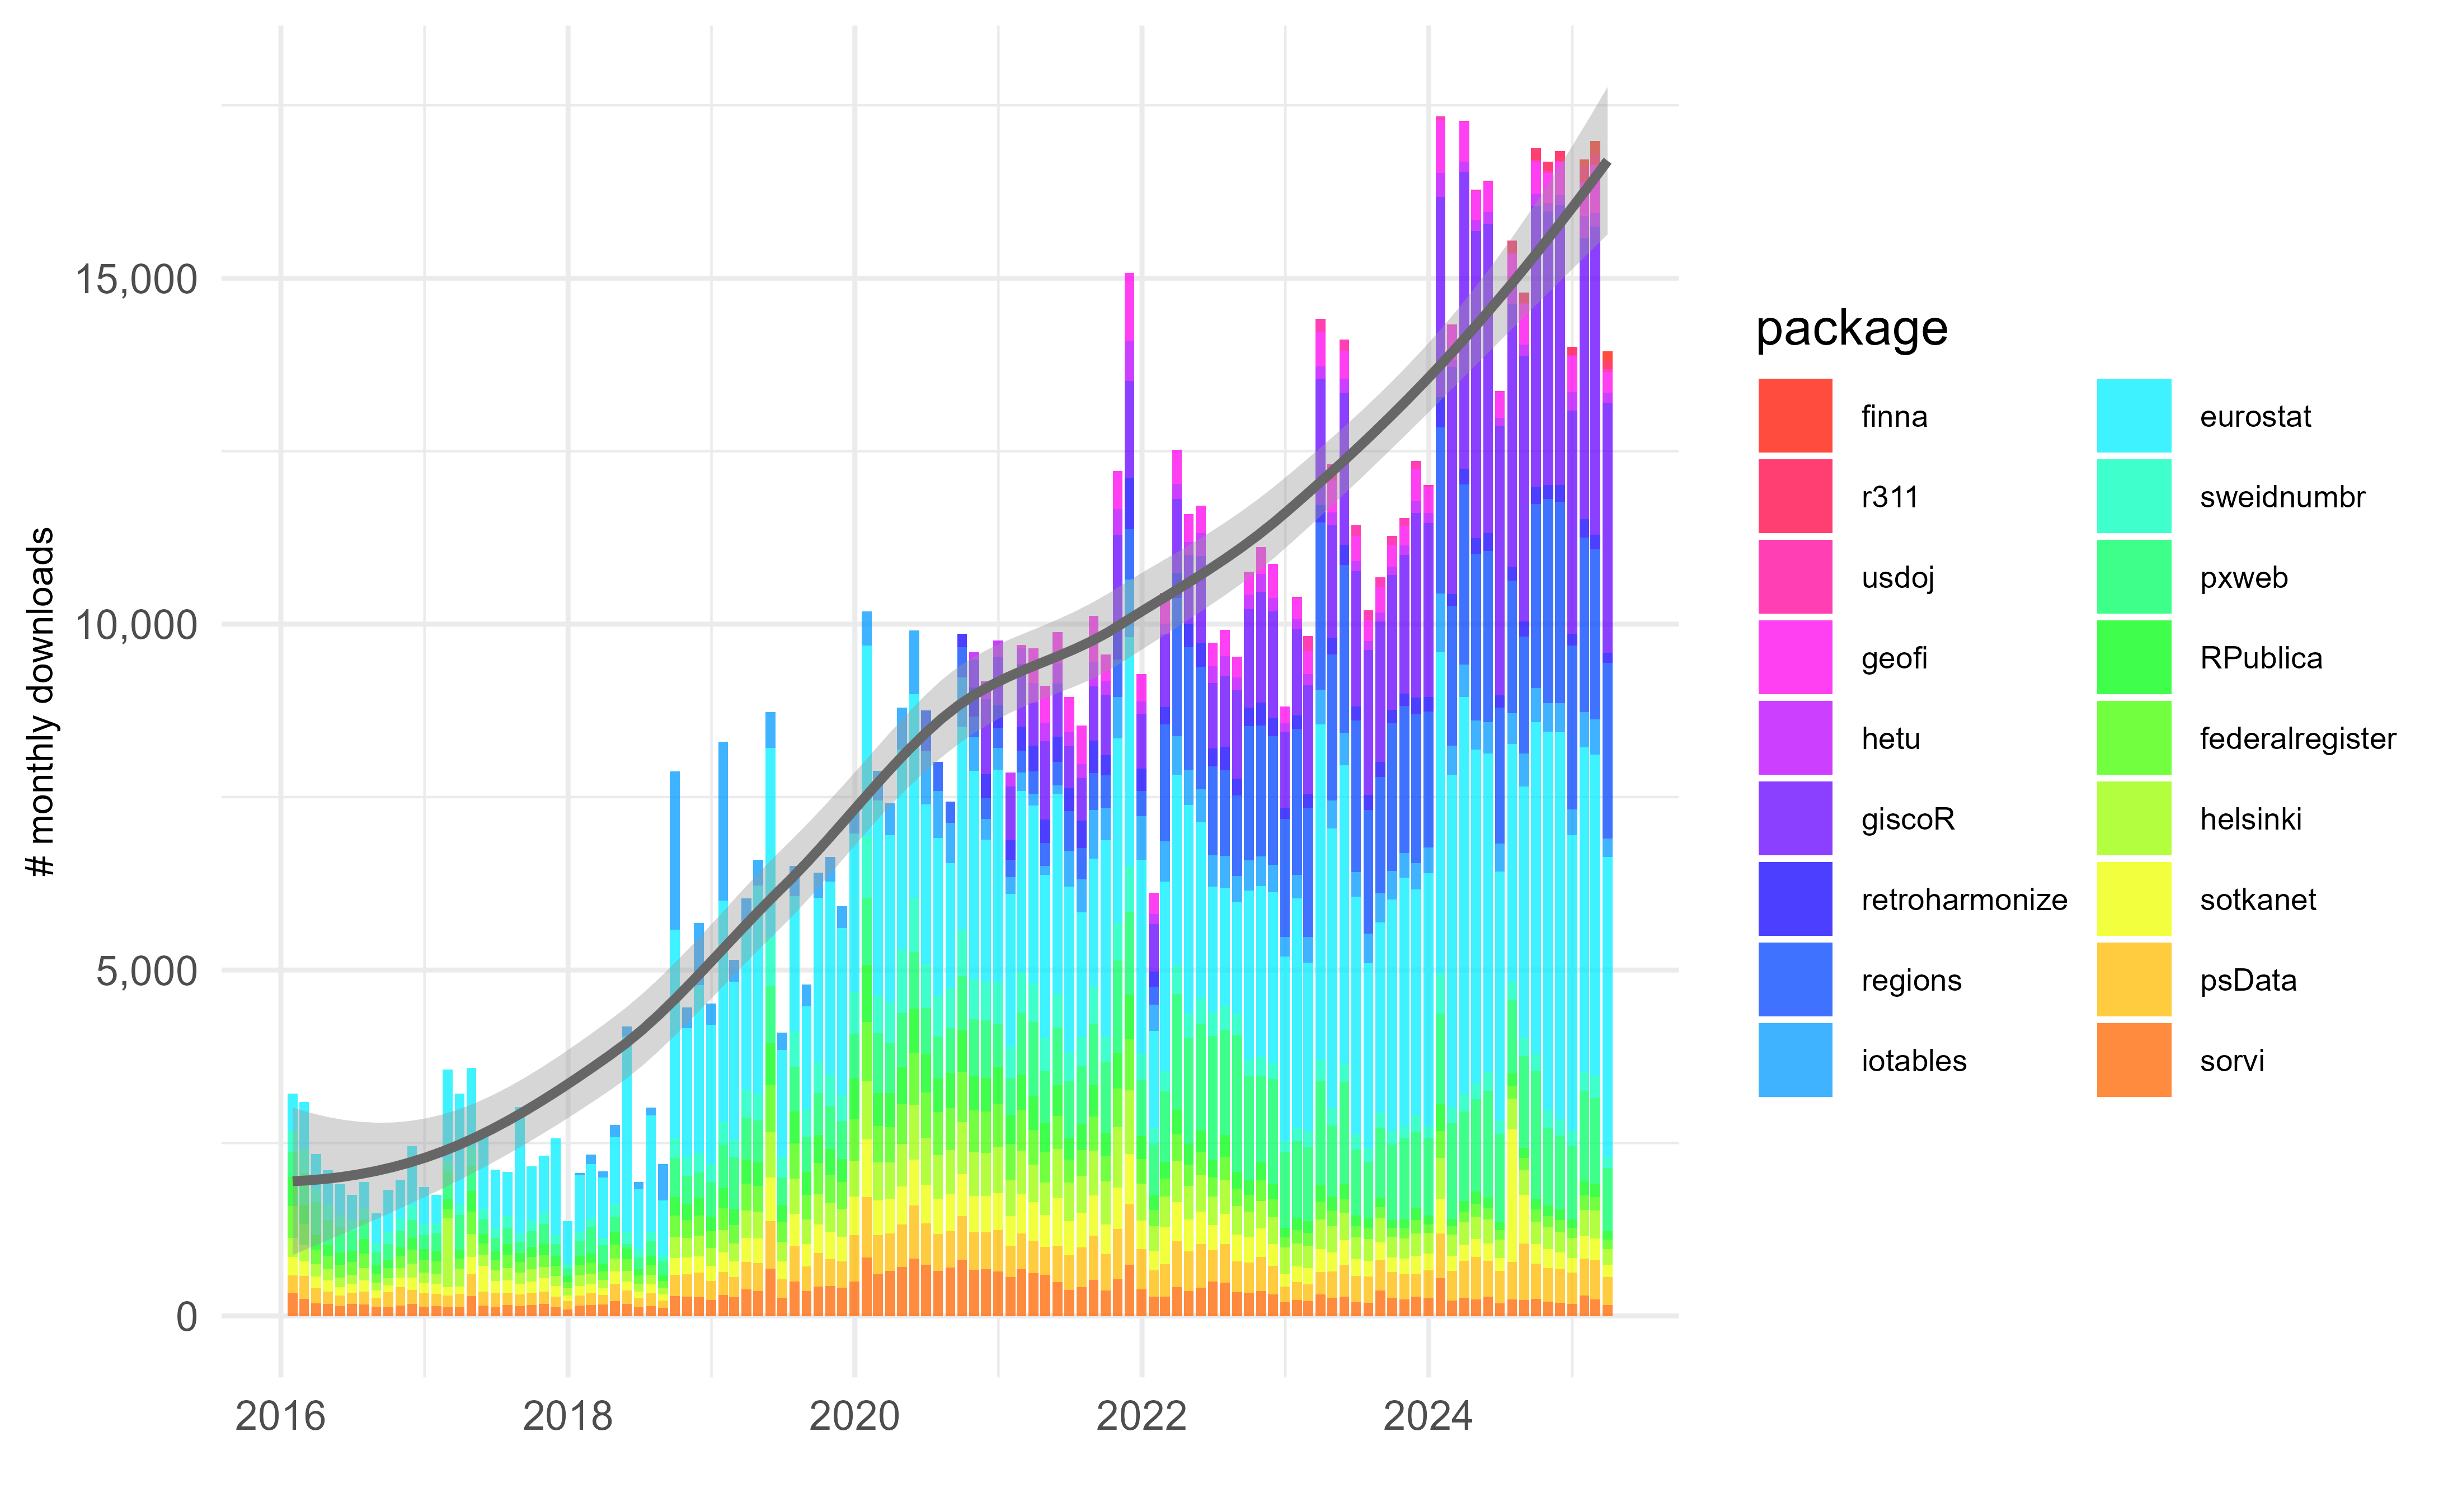 # monthly downloads
15,000
10,000
5,000
0
2016 2018 2020 2022 2024
package
finna
r311
usdoj
geofi
hetu
giscoR
retroharmonize
regions
iotables
eurostat
sweidnumbr
pxweb
RPublica
federalregister
helsinki
sotkanet
psData
sorvi